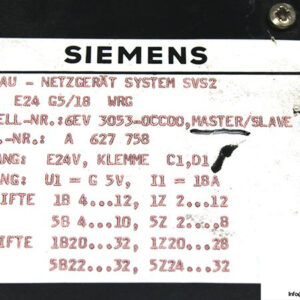 SIEMENS
AU - NETZGERÄT SYSTEM SVS2
E24 G5/18 WRG
ELL-NR.: 6EV 3053-0CC00,MASTER/SLAVE
.-NR.: A 627 758
ANG: E24V, KLEMME C1,D1
NG: U1 = G 5V, I1 = 18A
IFTE 1B 4...12, 1Z 2...12
5B 4...10, 5Z 2...8
IFTE 1B20...32, 1Z20...28
5B22...32, 5Z24...32